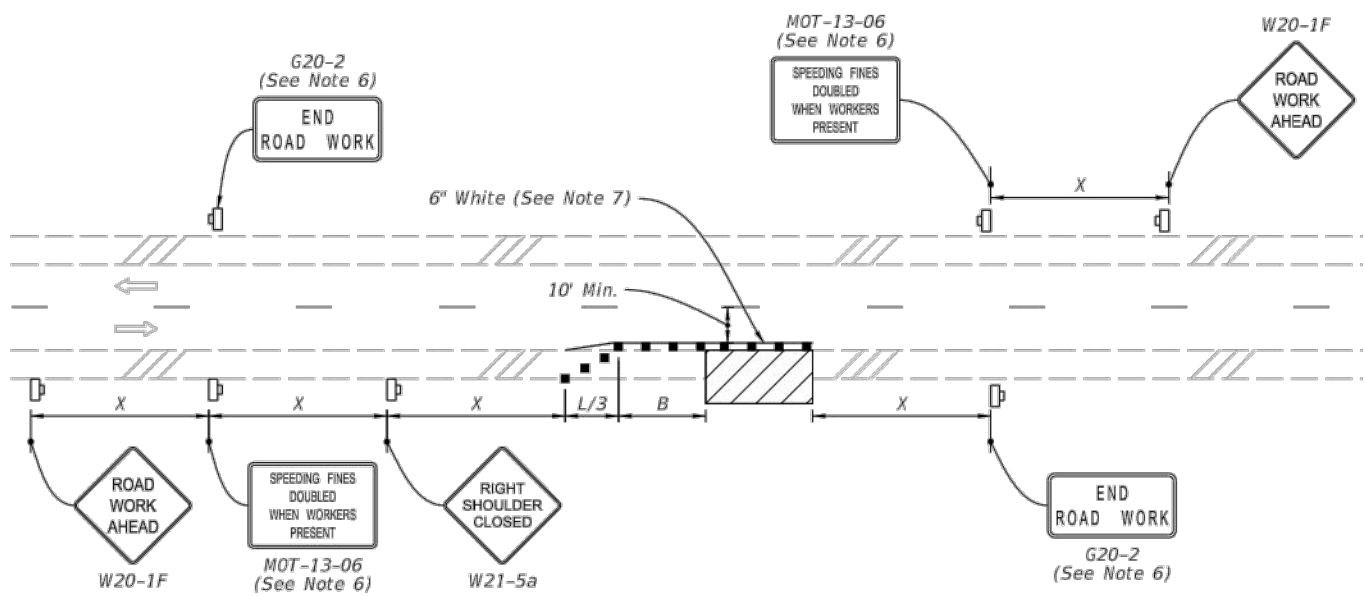 MOT-13-06
(See Note 6)
W20-1F
G20-2
(See Note 6)
SPEEDING FINES
DOUBLED
WHEN WORKERS
PRESENT
ROAD
WORK
AHEAD
END
ROAD WORK
X
6" White (See Note 7)
10' Min.
X
X
X
L/3
B
X
ROAD
WORK
AHEAD
SPEEDING FINES
DOUBLED
WHEN WORKERS
PRESENT
RIGHT
SHOULDER
CLOSED
END
ROAD WORK
W20-1F
MOT-13-06
(See Note 6)
W21-5a
G20-2
(See Note 6)